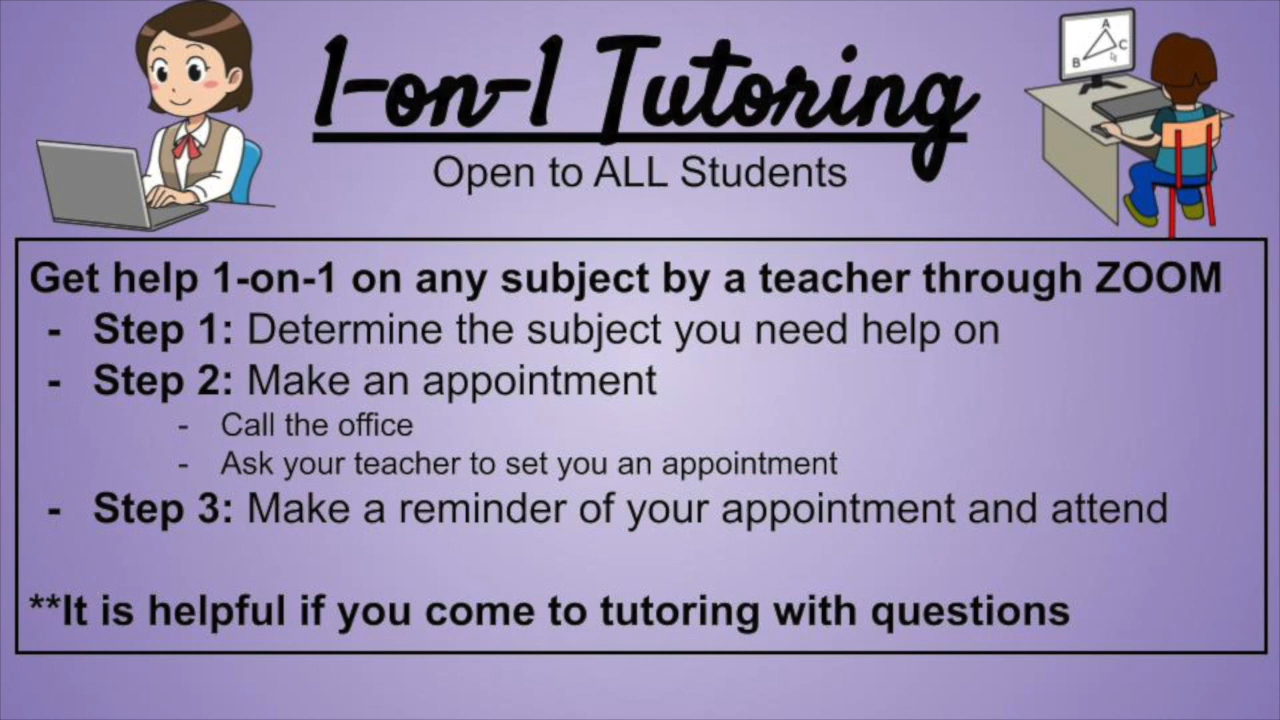 1-on-1 Tutoring
Open to ALL Students
A
B
C
Get help 1-on-1 on any subject by a teacher through ZOOM
- Step 1: Determine the subject you need help on
- Step 2: Make an appointment
- Call the office
- Ask your teacher to set you an appointment
- Step 3: Make a reminder of your appointment and attend
**It is helpful if you come to tutoring with questions